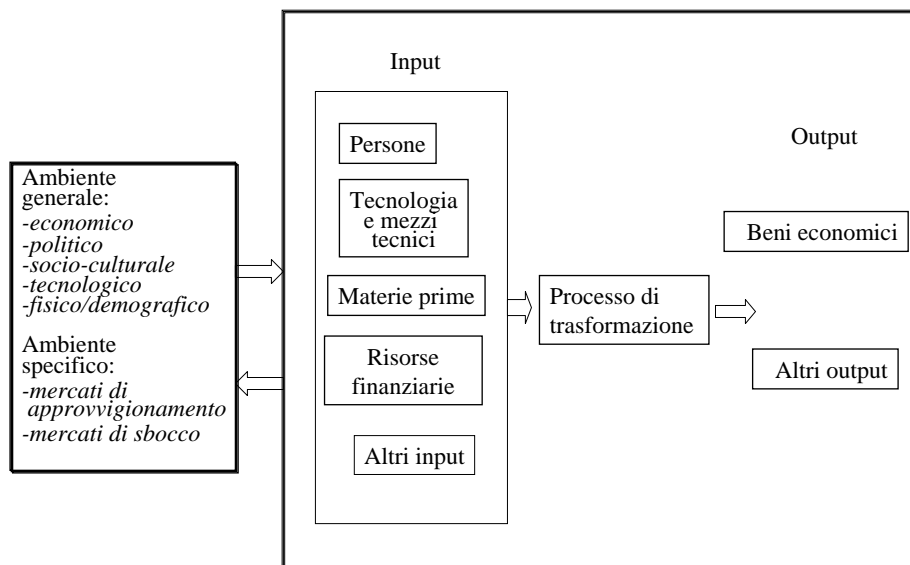 Ambiente
generale:
-economico
-politico
-socio-culturale
-tecnologico
-fisico/demografico
Ambiente
specifico:
-mercati di
approvvigionamento
-mercati di sbocco
Input
Persone
Tecnologia
e mezzi
tecnici
Materie prime
Risorse
finanziarie
Altri input
Processo di
trasformazione
Output
Beni economici
Altri output